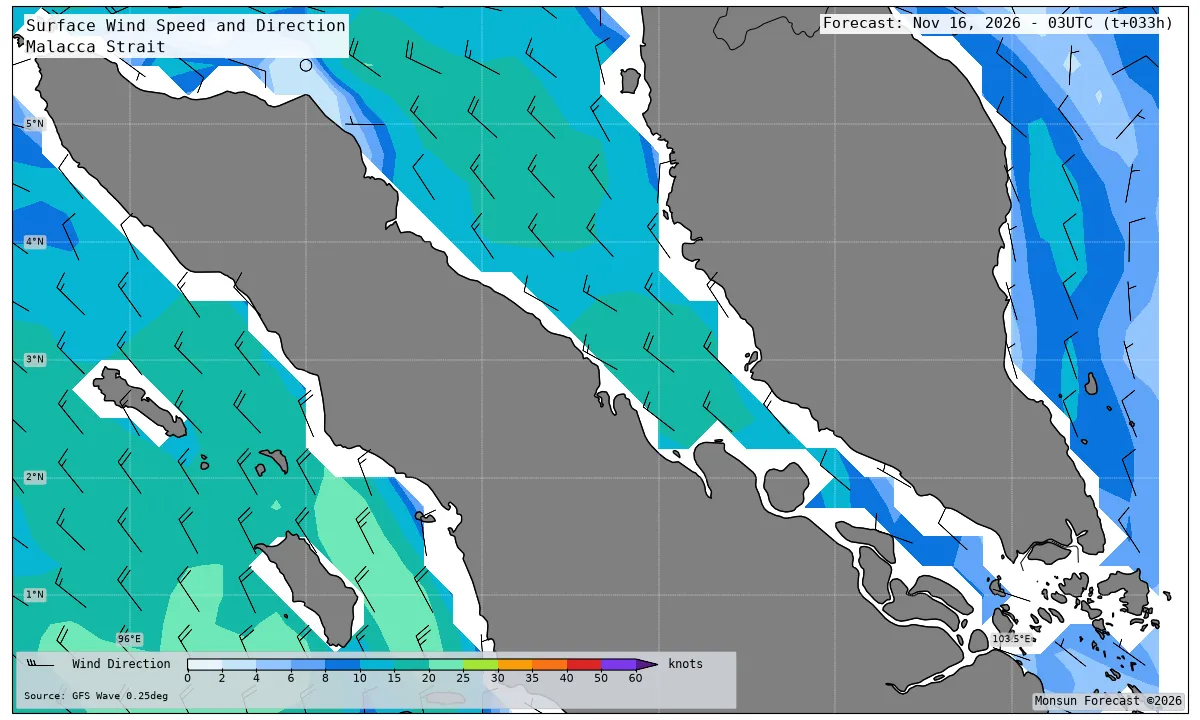 Surface Wind Speed and Direction
Malacca Strait
Forecast: Nov 16, 2026 - 03UTC (t+033h)
5°N
4°N
3°N
2°N
1°N
96°E
103.5°E
Wind Direction
knots
0 2 4 6 8 10 12 15 20 25 30 35 40 50 60
Source: GFS Wave 0.25deg
Monsun Forecast ©2026